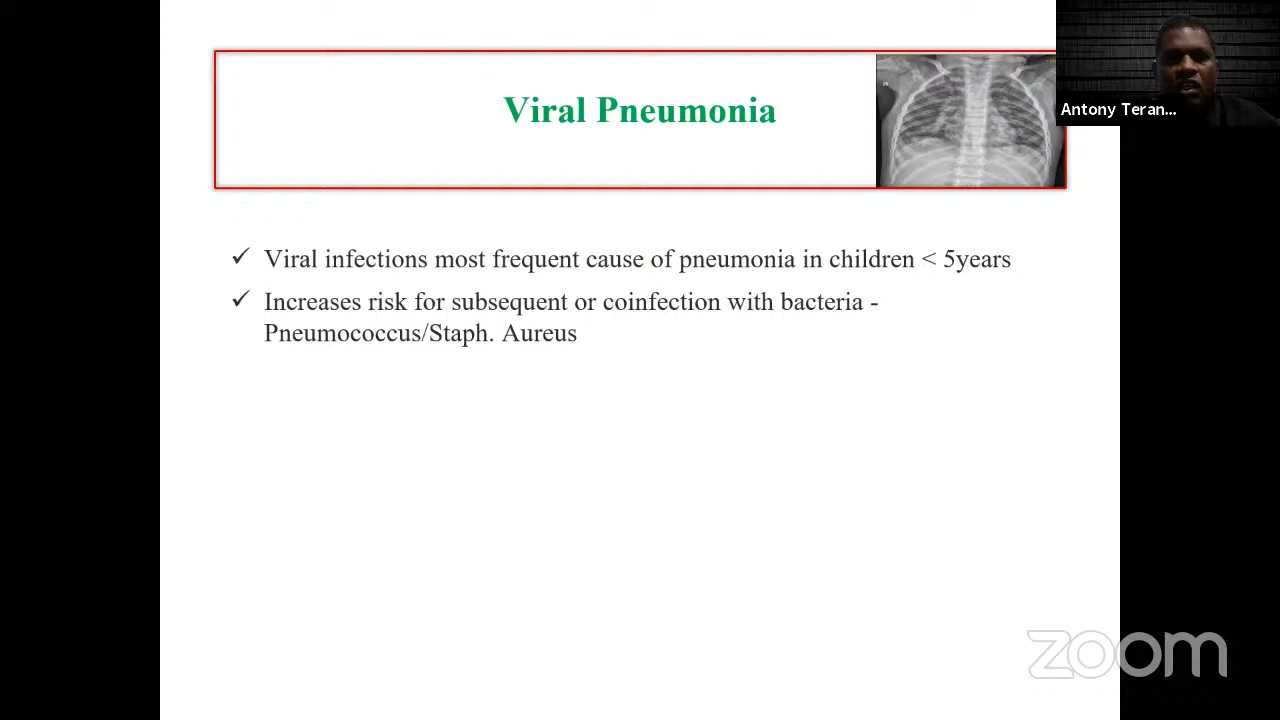 Viral Pneumonia
Antony Teran...
✓ Viral infections most frequent cause of pneumonia in children < 5years
✓ Increases risk for subsequent or coinfection with bacteria -
Pneumococcus/Staph. Aureus
zoom